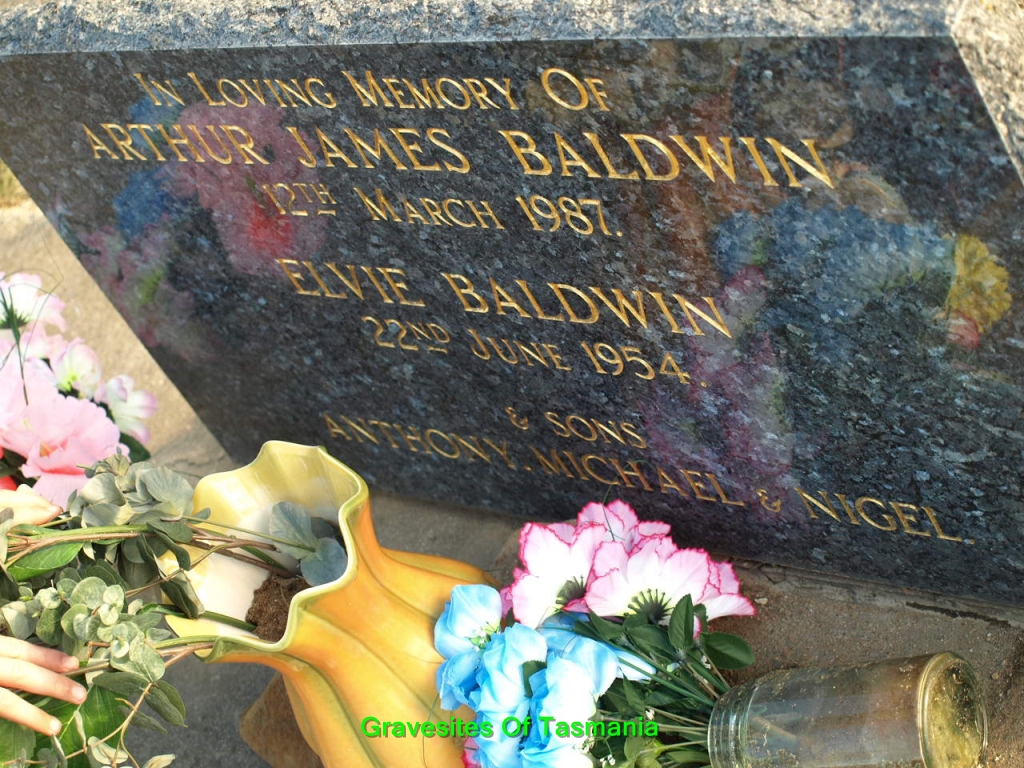 In Loving Memory Of
ARTHUR JAMES BALDWIN
12TH March 1987.
ELVIE BALDWIN
22ND June 1954.
& SONS
ANTHONY. MICHAEL & NIGEL.
Gravesites Of Tasmania